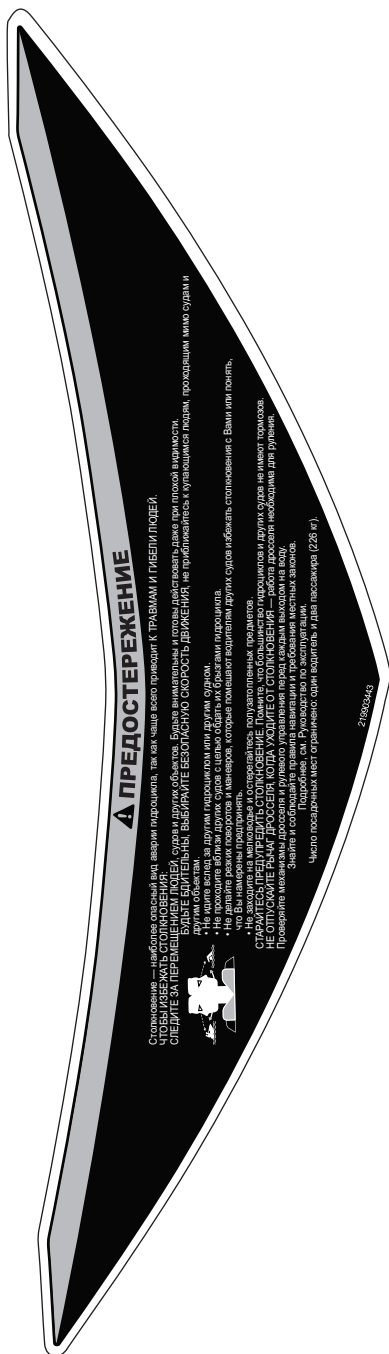 ПРЕДОСТЕРЕЖЕНИЕ
Столкновение — наиболее опасный вид аварии гидроцикла, так как чаще всего приводит К ТРАВМАМ И ГИБЕЛИ ЛЮДЕЙ.
ЧТОБЫ ИЗБЕЖАТЬ СТОЛКНОВЕНИЯ:
СЛЕДИТЕ ЗА ПЕРЕМЕЩЕНИЕМ ЛЮДЕЙ, судов и других объектов. Будьте внимательны и готовы действовать даже при плохой видимости.
БУДЬТЕ БДИТЕЛЬНЫ, ВЫБИРАЙТЕ БЕЗОПАСНУЮ СКОРОСТЬ ДВИЖЕНИЯ, не приближайтесь к купающимся людям, проходящим мимо судам и
другим объектам.
• Не идите вслед за другим гидроциклом или другим судном.
• Не проходите вблизи других судов с целью обдать их брызгами гидроцикла.
• Не делайте резких поворотов и маневров, которые помешают водителям других судов избежать столкновения с Вами или понять,
что Вы намерены предпринять.
• Не заходите на мелководье и остерегайтесь полузатопленных предметов.
СТАРАЙТЕСЬ ПРЕДУПРЕДИТЬ СТОЛКНОВЕНИЕ. Помните, что большинство гидроциклов и других судов не имеют тормозов.
НЕ ОТПУСКАЙТЕ РЫЧАГ ДРОССЕЛЯ, КОГДА УХОДИТЕ ОТ СТОЛКНОВЕНИЯ — работа дросселя необходима для руления.
Проверяйте механизмы дросселя и рулевого управления перед каждым выходом на воду.
Знайте и соблюдайте правила навигации и требования местных законов.
Подробнее, см. Руководство по эксплуатации.
Число посадочных мест ограничено: один водитель и два пассажира (226 кг).
219903443